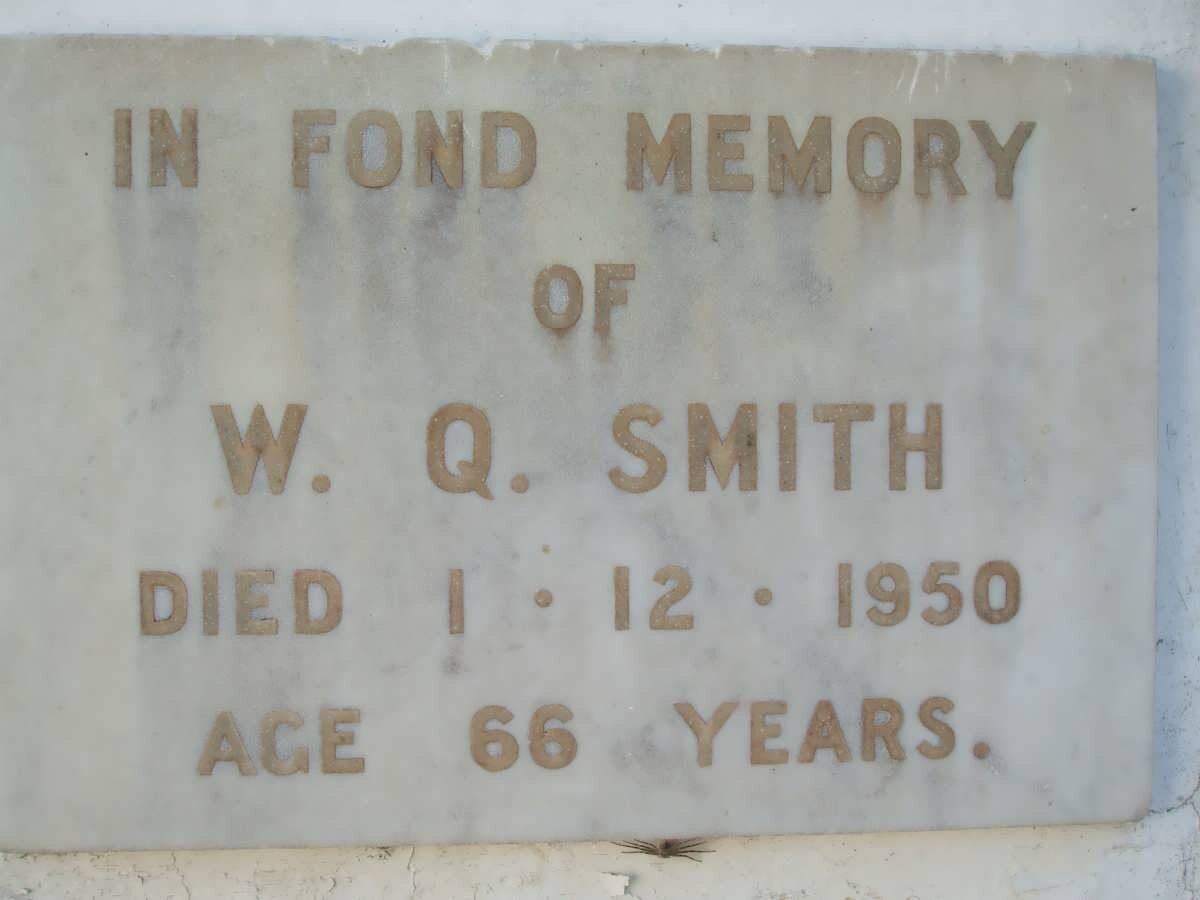 IN FOND MEMORY
OF
W. Q. SMITH
DIED 1 · 12 · 1950
AGE 66 YEARS.